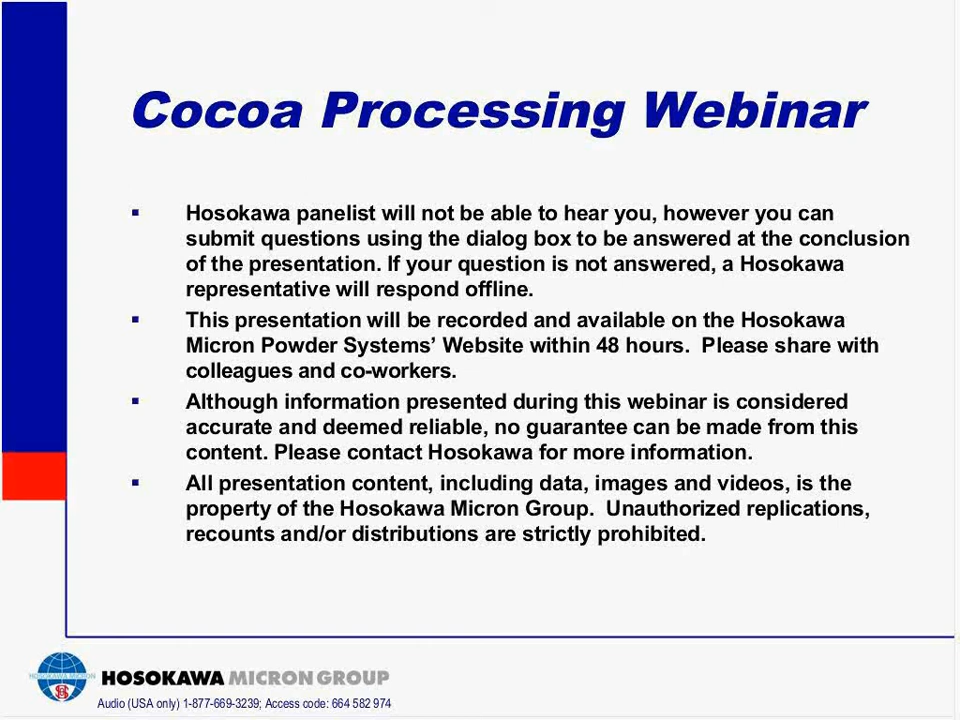 Cocoa Processing Webinar
▪ Hosokawa panelist will not be able to hear you, however you can
submit questions using the dialog box to be answered at the conclusion
of the presentation. If your question is not answered, a Hosokawa
representative will respond offline.
▪ This presentation will be recorded and available on the Hosokawa
Micron Powder Systems’ Website within 48 hours.  Please share with
colleagues and co-workers.
▪ Although information presented during this webinar is considered
accurate and deemed reliable, no guarantee can be made from this
content. Please contact Hosokawa for more information.
▪ All presentation content, including data, images and videos, is the
property of the Hosokawa Micron Group.  Unauthorized replications,
recounts and/or distributions are strictly prohibited.
HOSOKAWA MICRON
HOSOKAWA MICRON GROUP
Audio (USA only) 1-877-669-3239; Access code: 664 582 974